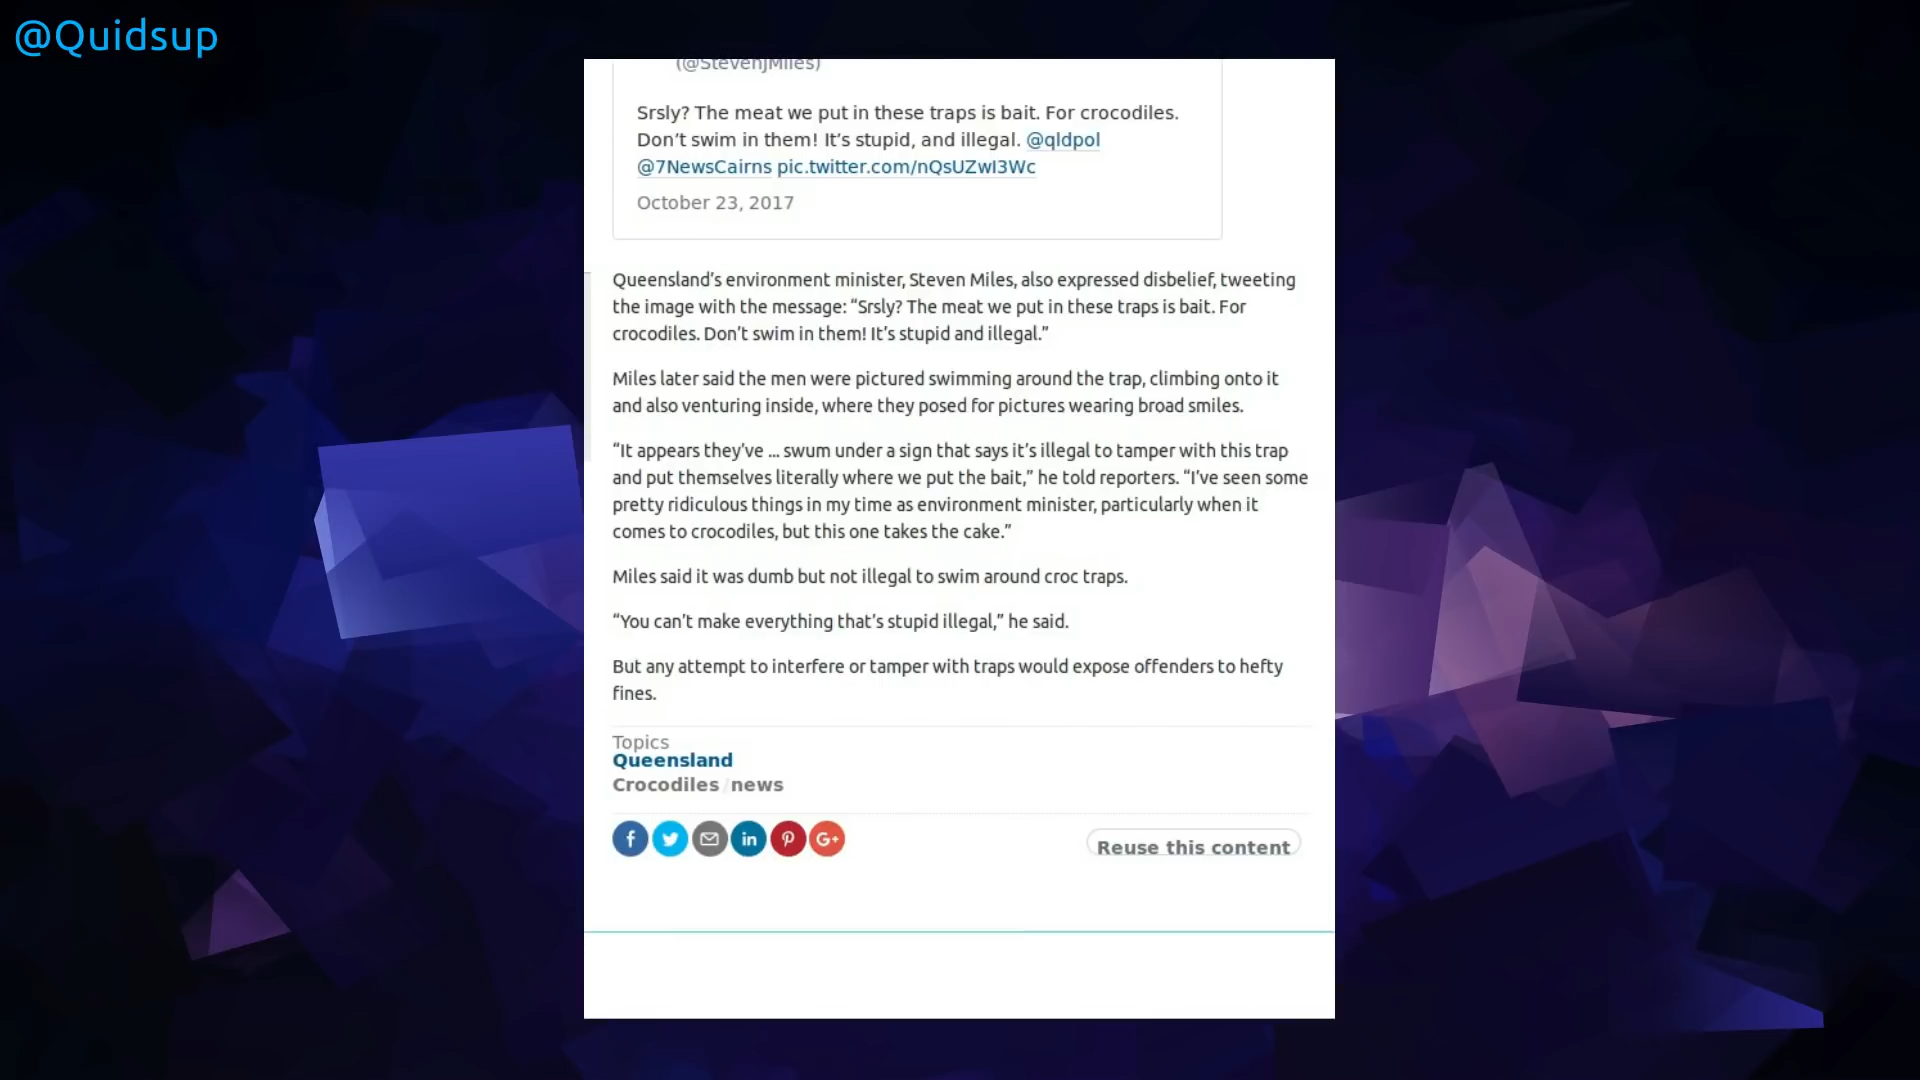 @Quidsup
(@StevenJMiles)
Srsly? The meat we put in these traps is bait. For crocodiles.
Don’t swim in them! It’s stupid, and illegal. @qldpol
@7NewsCairns pic.twitter.com/nQsUZwI3Wc
October 23, 2017
Queensland’s environment minister, Steven Miles, also expressed disbelief, tweeting
the image with the message: “Srsly? The meat we put in these traps is bait. For
crocodiles. Don’t swim in them! It’s stupid and illegal.”
Miles later said the men were pictured swimming around the trap, climbing onto it
and also venturing inside, where they posed for pictures wearing broad smiles.
“It appears they’ve ... swum under a sign that says it’s illegal to tamper with this trap
and put themselves literally where we put the bait,” he told reporters. “I’ve seen some
pretty ridiculous things in my time as environment minister, particularly when it
comes to crocodiles, but this one takes the cake.”
Miles said it was dumb but not illegal to swim around croc traps.
“You can’t make everything that’s stupid illegal,” he said.
But any attempt to interfere or tamper with traps would expose offenders to hefty
fines.
Topics
Queensland
Crocodiles / news
f in G+
Reuse this content